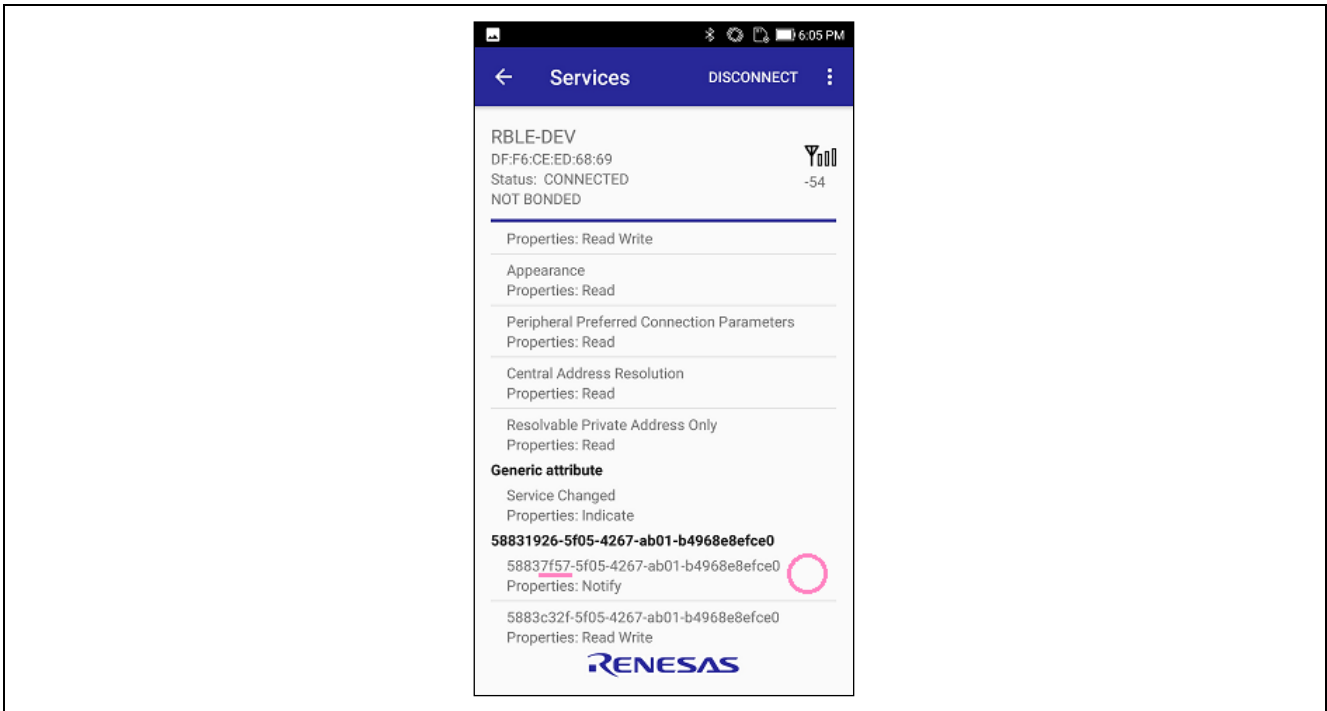 6:05 PM
Services DISCONNECT
RBLE-DEV
DF:F6:CE:ED:68:69
Status: CONNECTED
-54
NOT BONDED
Properties: Read Write
Appearance
Properties: Read
Peripheral Preferred Connection Parameters
Properties: Read
Central Address Resolution
Properties: Read
Resolvable Private Address Only
Properties: Read
Generic attribute
Service Changed
Properties: Indicate
58831926-5f05-4267-ab01-b4968e8efce0
58837f57-5f05-4267-ab01-b4968e8efce0
Properties: Notify
5883c32f-5f05-4267-ab01-b4968e8efce0
Properties: Read Write
RENESAS